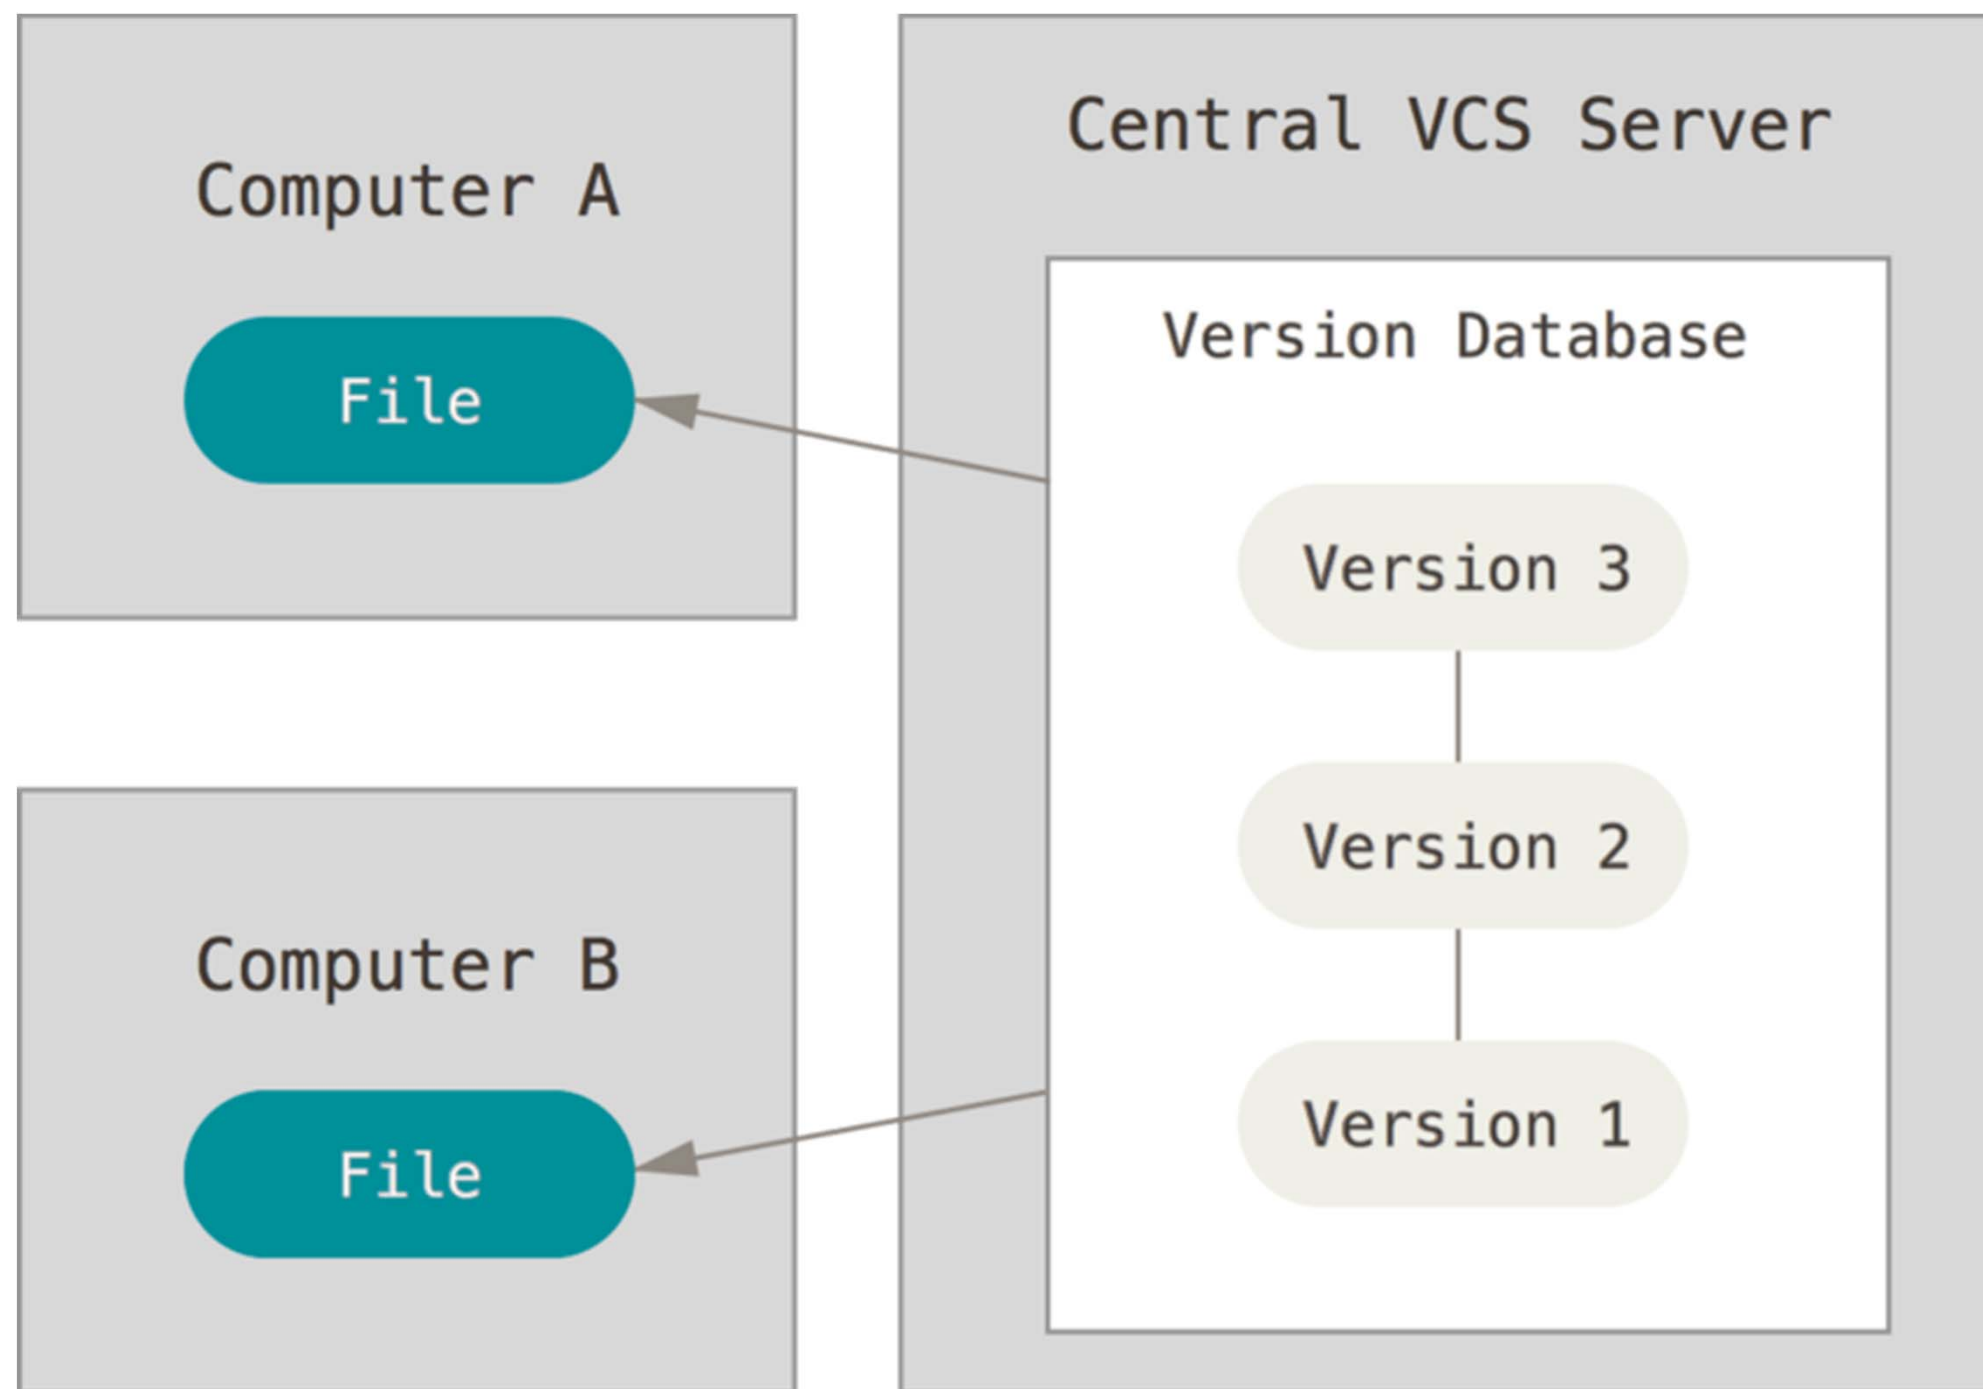 Computer A
File
Computer B
File
Central VCS Server
Version Database
Version 3
Version 2
Version 1